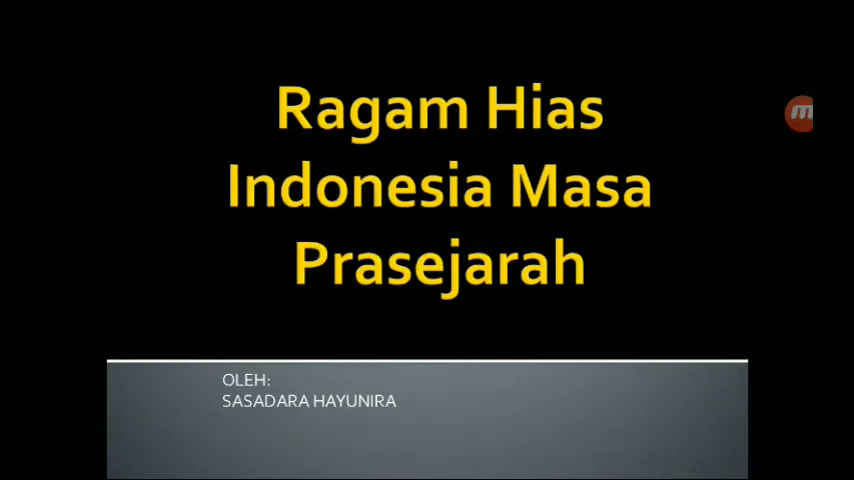 Ragam Hias
Indonesia Masa
Prasejarah
OLEH:
SASADARA HAYUNIRA